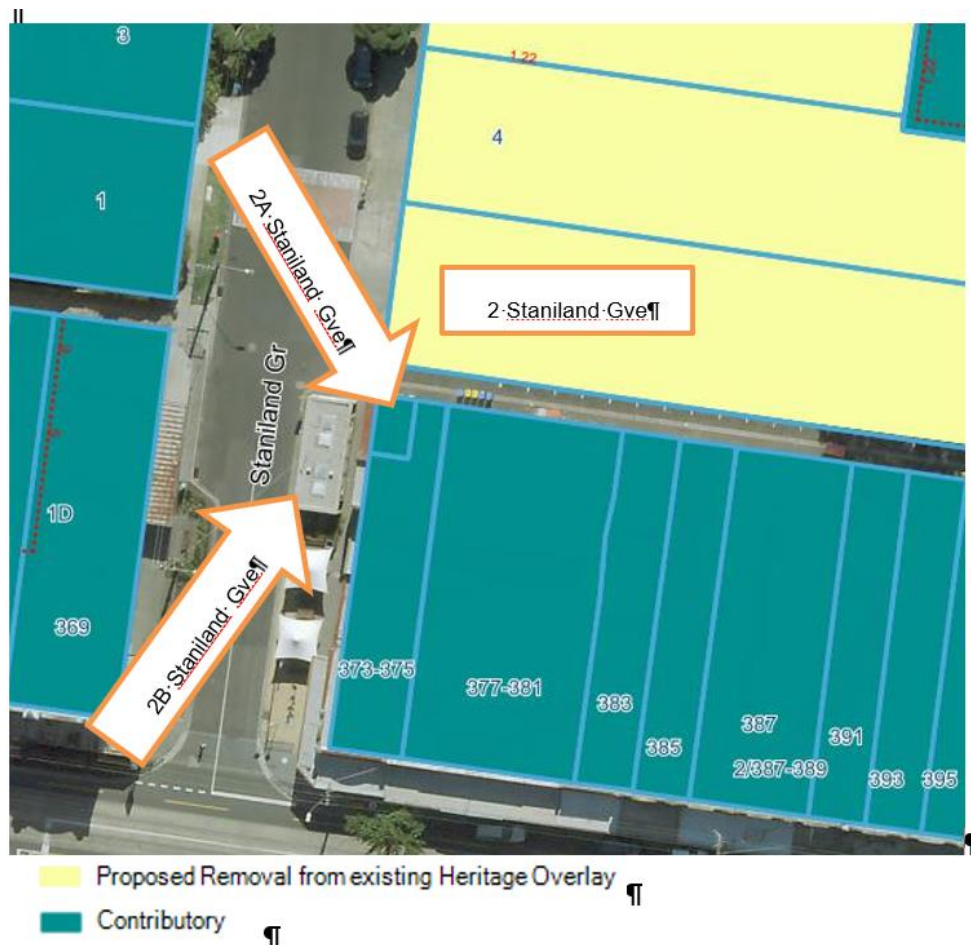 ¶
3
1.22
1.22
4
1
2A·Staniland·Gve¶
2·Staniland·Gve¶
Staniland Gr
1D
2B·Staniland·Gve¶
369
373-375
377-381
383
385
387
2/387-389
391
393
395
¶
Proposed Removal from existing Heritage Overlay ¶
Contributory ¶